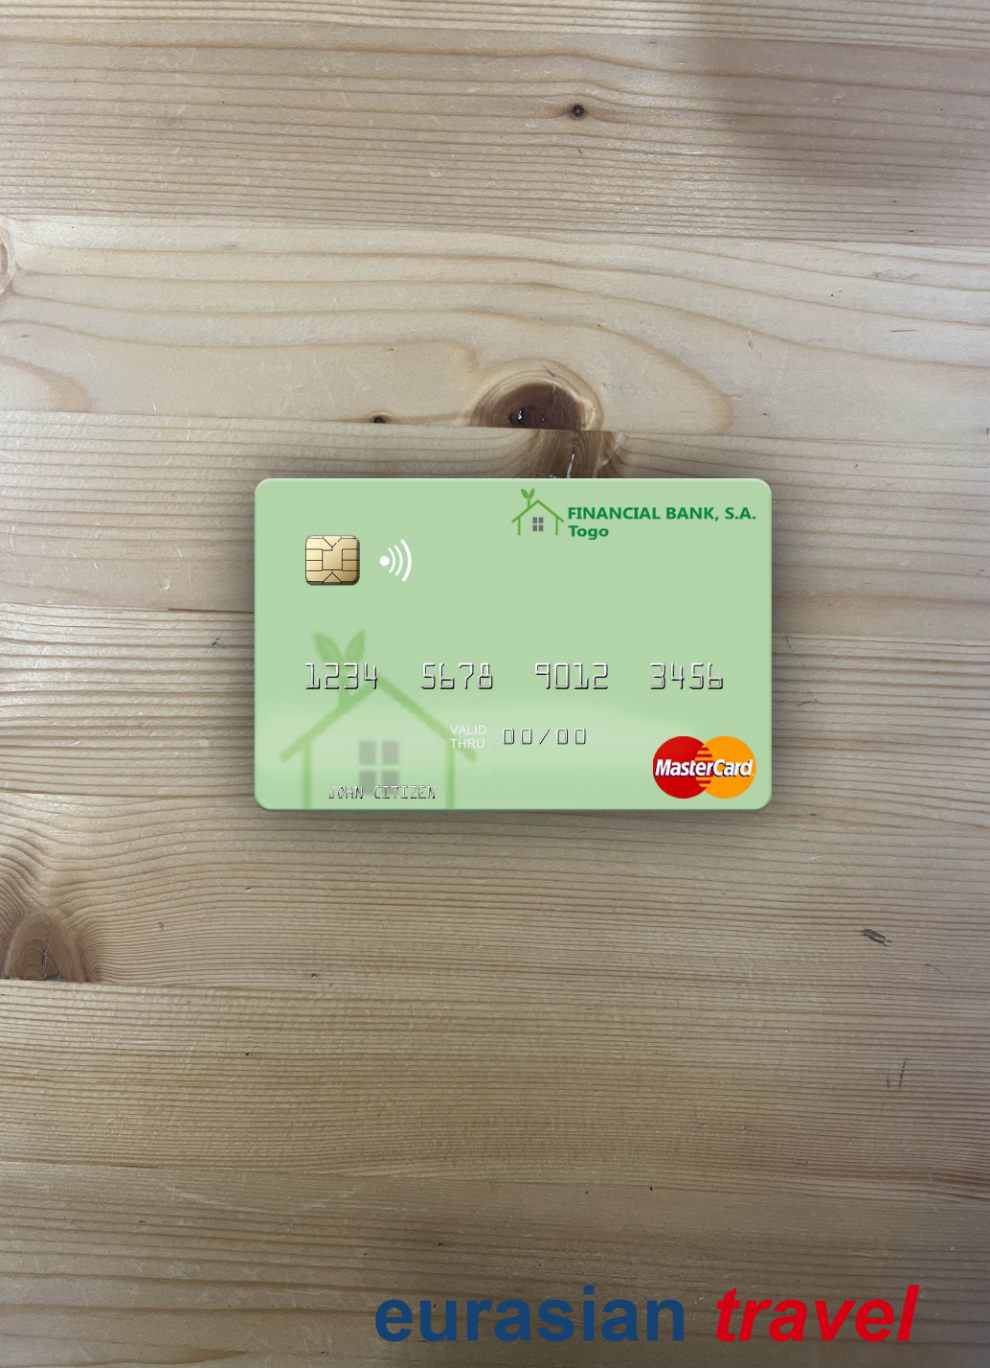 FINANCIAL BANK, S.A.
Togo
1234 5678 9012 3456
VALID
THRU
00/00
JOHN CITIZEN
MasterCard
eurasian travel